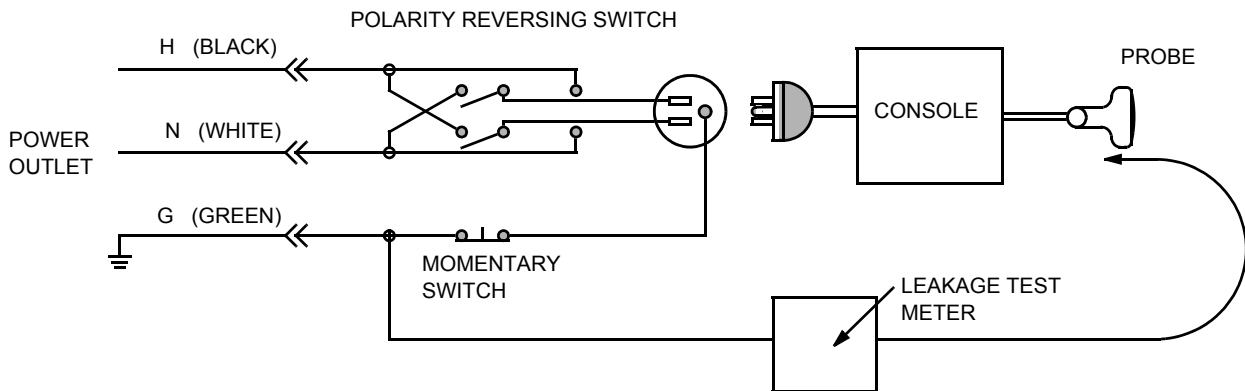 POLARITY REVERSING SWITCH
H (BLACK)
PROBE
CONSOLE
N (WHITE)
POWER
OUTLET
G (GREEN)
MOMENTARY
SWITCH
LEAKAGE TEST
METER